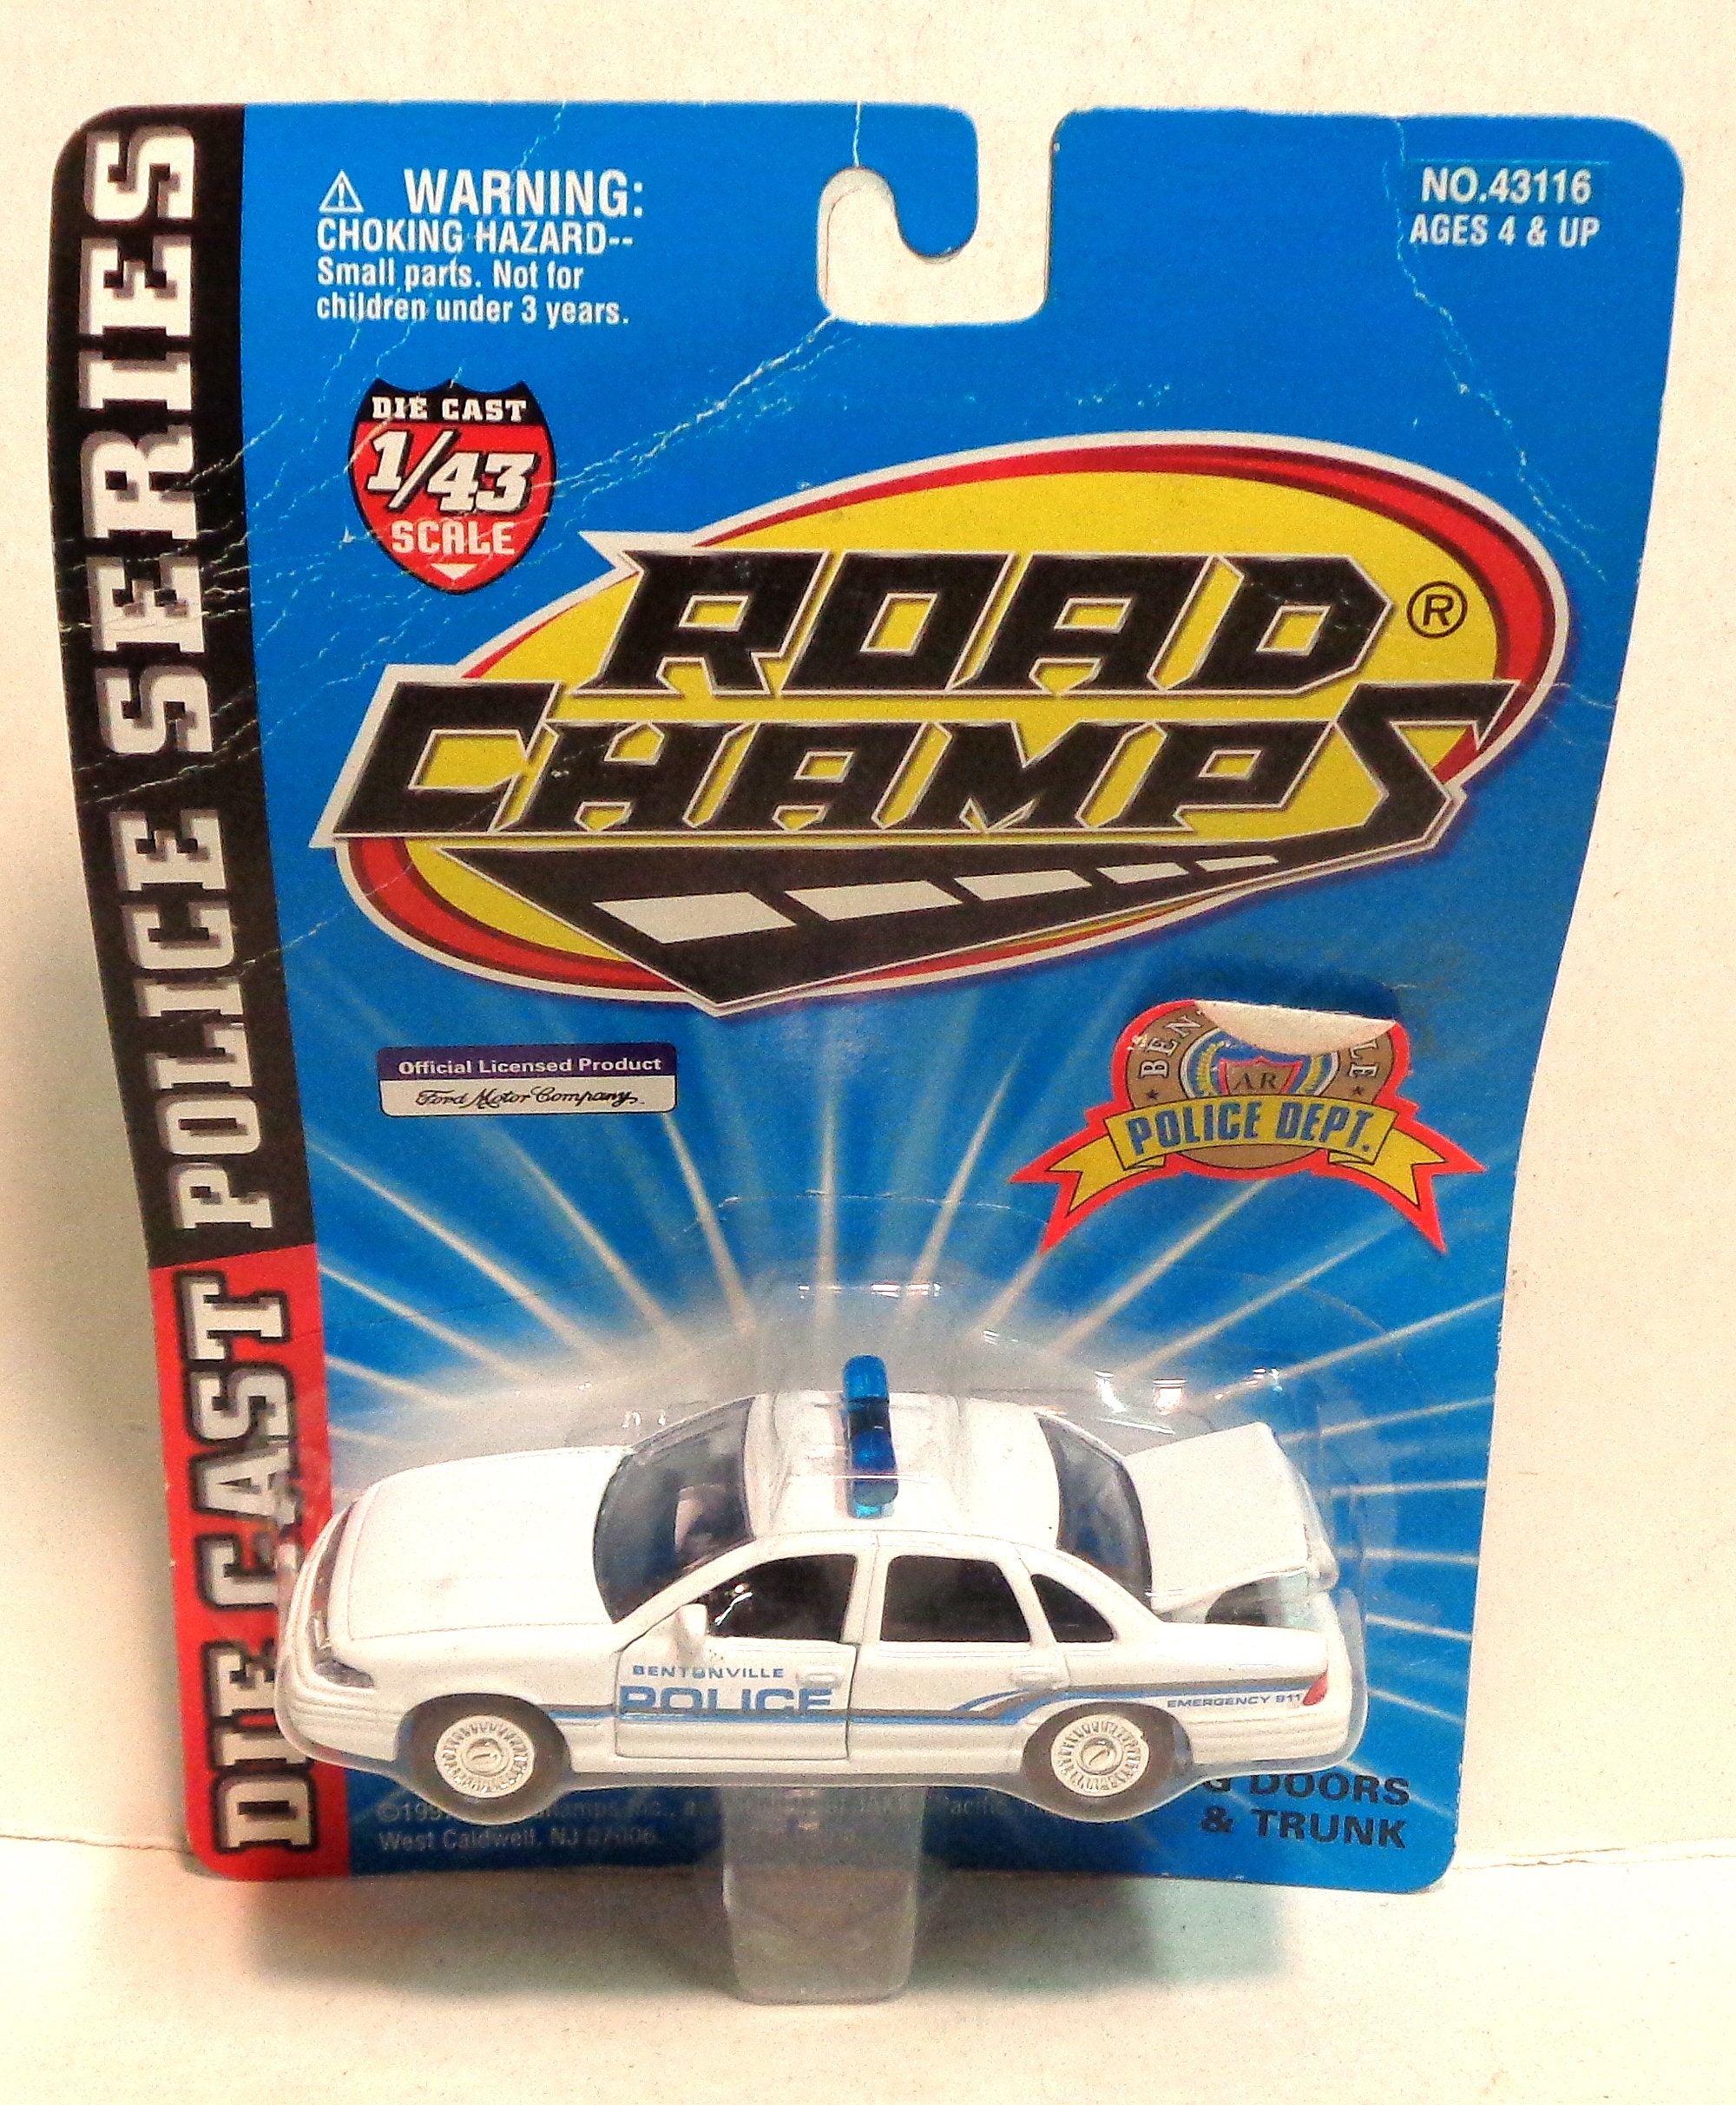 WARNING:
CHOKING HAZARD--
Small parts. Not for
children under 3 years.
NO.43116
AGES 4 & UP
DIE CAST
1/43
SCALE
ROAD
CHAMPS®
DIE CAST POLICE SERIES
Official Licensed Product
Ford Motor Company
AR
POLICE DEPT.
BENTONVILLE
POLICE
EMERGENCY 911
DOORS
& TRUNK
West Caldwell, NJ 07006